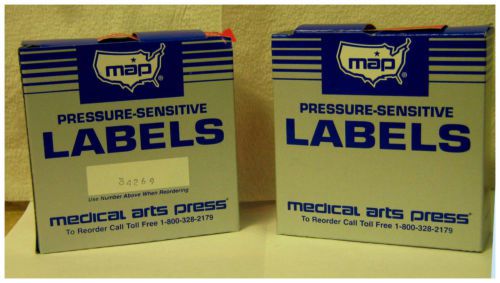 map®
PRESSURE-SENSITIVE
LABELS
34269
Use Number Above When Reordering
medical arts press®
To Reorder Call Toll Free 1-800-328-2179
map®
PRESSURE-SENSITIVE
LABELS
medical arts press®
To Reorder Call Toll Free 1-800-328-2179